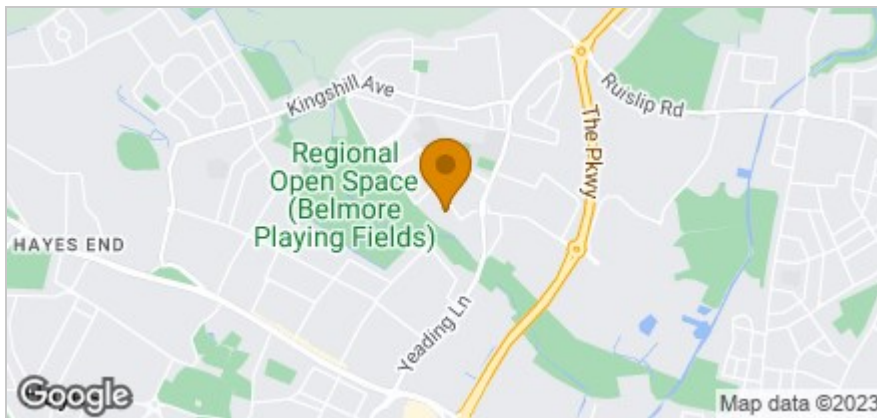 Kingshill Ave
Ruislip Rd
The Pkwy
Regional
Open Space
(Belmore
Playing Fields)
HAYES END
Yeading Ln
Google
Map data ©2023